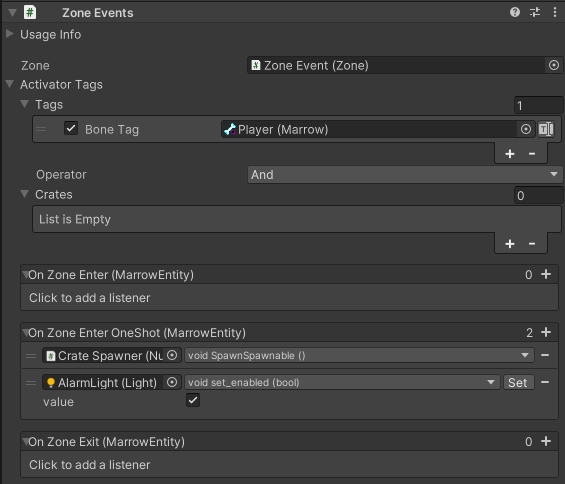 Zone Events
Usage Info
Zone Zone Event (Zone)
Activator Tags
Tags 1
Bone Tag Player (Marrow) T
+ -
Operator And
Crates 0
List is Empty
+ -
On Zone Enter (MarrowEntity) 0 +
Click to add a listener
On Zone Enter OneShot (MarrowEntity) 2 +
Crate Spawner (Nu void SpawnSpawnable () -
AlarmLight (Light) void set_enabled (bool) Set -
value
On Zone Exit (MarrowEntity) 0 +
Click to add a listener